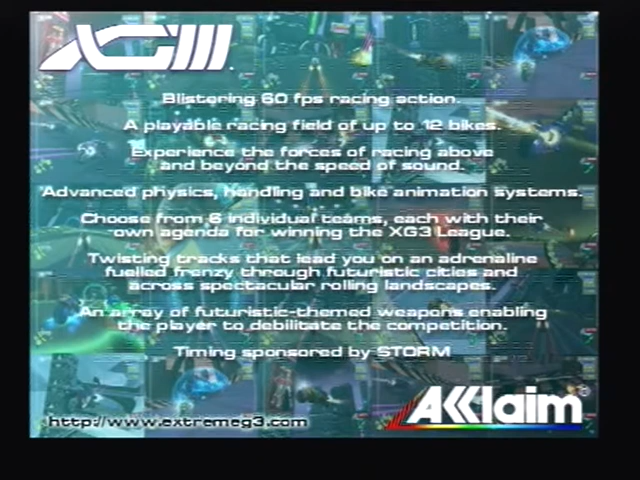 XGIII
Blistering 60 fps racing action.
A playable racing field of up to 12 bikes.
Experience the forces of racing above
and beyond the speed of sound.
Advanced physics, handling and bike animation systems.
Choose from 6 individual teams, each with their
own agenda for winning the XG3 League.
Twisting tracks that lead you on an adrenaline
fuelled frenzy through futuristic cities and
across spectacular rolling landscapes.
An array of futuristic-themed weapons enabling
the player to debilitate the competition.
Timing sponsored by STORM
http://www.extremeg3.com
AKKlaim®